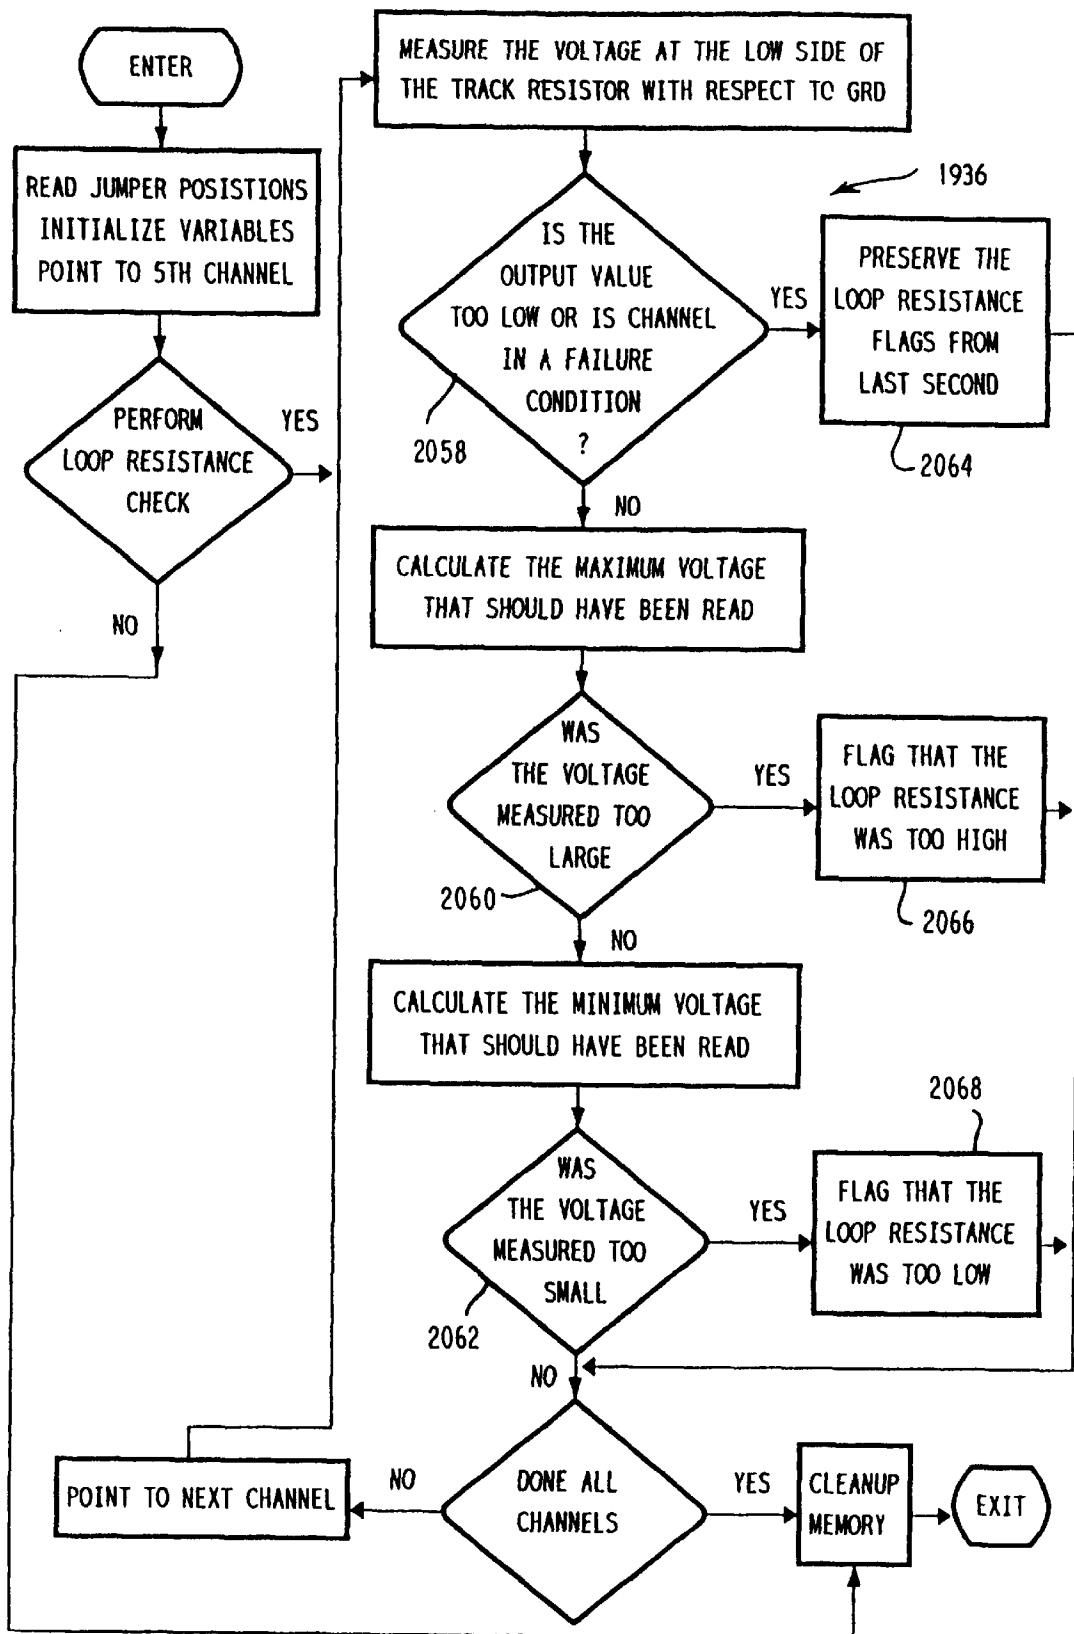 ENTER
READ JUMPER POSISTIONS
INITIALIZE VARIABLES
POINT TO 5TH CHANNEL
PERFORM
LOOP RESISTANCE
CHECK
YES
NO
MEASURE THE VOLTAGE AT THE LOW SIDE OF
THE TRACK RESISTOR WITH RESPECT TO GRD
1936
IS THE
OUTPUT VALUE
TOO LOW OR IS CHANNEL
IN A FAILURE
CONDITION
?
2058
YES
PRESERVE THE
LOOP RESISTANCE
FLAGS FROM
LAST SECOND
2064
NO
CALCULATE THE MAXIMUM VOLTAGE
THAT SHOULD HAVE BEEN READ
WAS
THE VOLTAGE
MEASURED TOO
LARGE
2060
YES
FLAG THAT THE
LOOP RESISTANCE
WAS TOO HIGH
2066
NO
CALCULATE THE MINIMUM VOLTAGE
THAT SHOULD HAVE BEEN READ
WAS
THE VOLTAGE
MEASURED TOO
SMALL
2062
YES
2068
FLAG THAT THE
LOOP RESISTANCE
WAS TOO LOW
NO
DONE ALL
CHANNELS
NO
POINT TO NEXT CHANNEL
YES
CLEANUP
MEMORY
EXIT